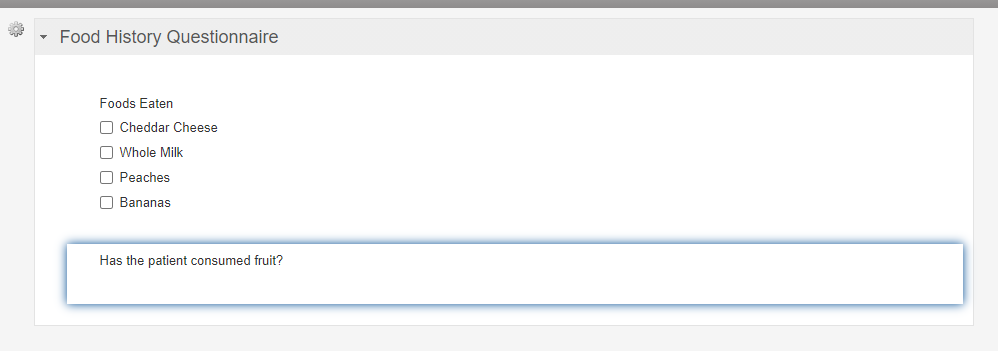 Food History Questionnaire
Foods Eaten
Cheddar Cheese
Whole Milk
Peaches
Bananas
Has the patient consumed fruit?